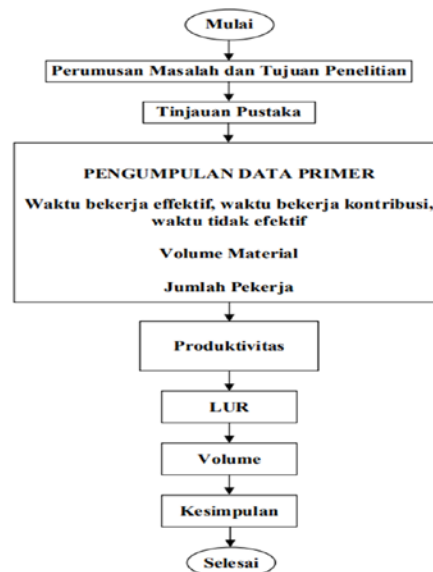 Mulai
Perumusan Masalah dan Tujuan Penelitian
Tinjauan Pustaka
PENGUMPULAN DATA PRIMER
Waktu bekerja effektif, waktu bekerja kontribusi,
waktu tidak efektif
Volume Material
Jumlah Pekerja
Produktivitas
LUR
Volume
Kesimpulan
Selesai